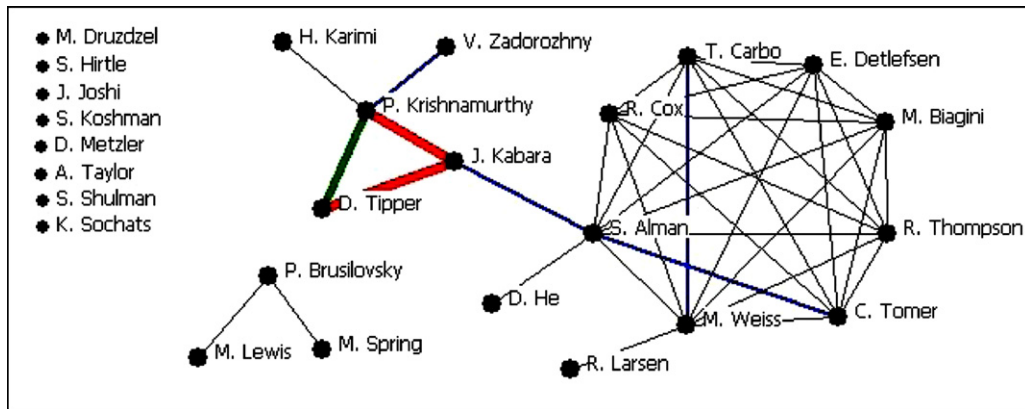 M. Druzdzel
S. Hirtle
J. Joshi
S. Koshman
D. Metzler
A. Taylor
S. Shulman
K. Sochats
H. Karimi
V. Zadorozhny
P. Krishnamurthy
J. Kabara
D. Tipper
P. Brusilovsky
M. Lewis
M. Spring
T. Carbo
E. Detlefsen
R. Cox
M. Biagini
S. Alman
R. Thompson
D. He
M. Weiss
C. Tomer
R. Larsen